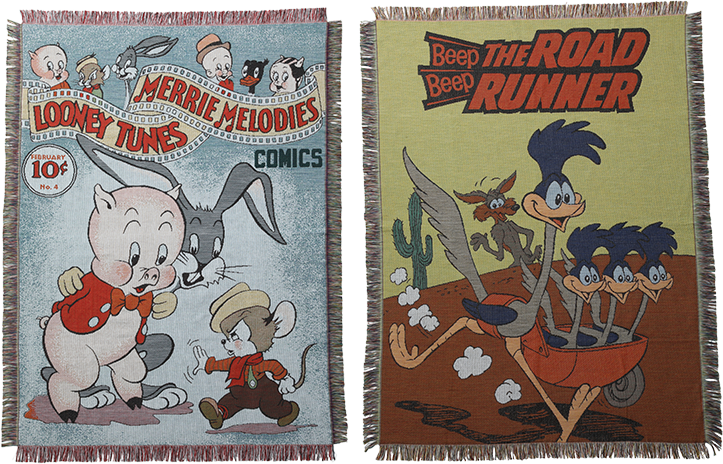 LOONEY TUNES
MERRIE MELODIES
COMICS
FEBRUARY
10¢
No. 4
Beep THE ROAD
Beep RUNNER